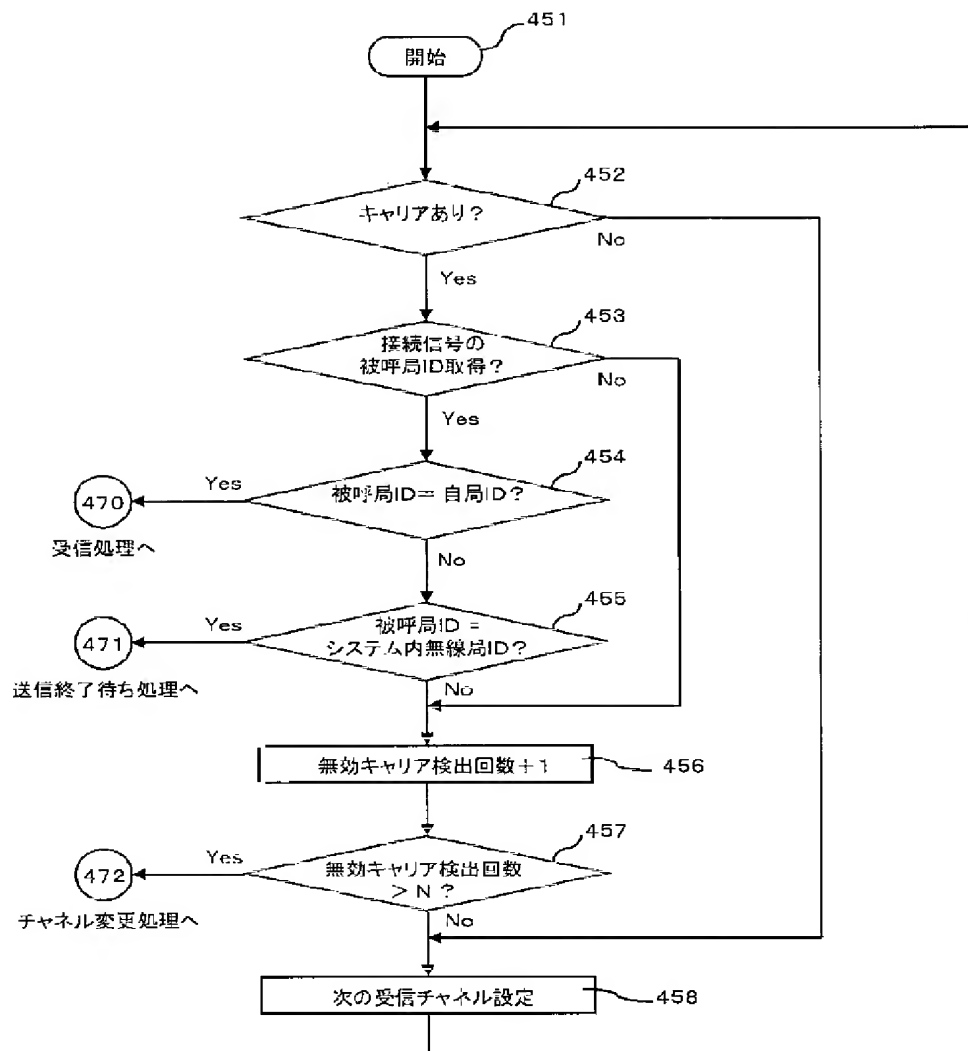 451
開始
452
キャリアあり?
No
Yes
453
接続信号の
被呼局ID取得?
No
Yes
454
被呼局ID= 自局ID?
Yes
470
受信処理へ
No
455
被呼局ID =
システム内無線局ID?
Yes
471
送信終了待ち処理へ
No
無効キャリア検出回数+1
456
457
無効キャリア検出回数
> N ?
Yes
472
チャネル変更処理へ
No
次の受信チャネル設定
458